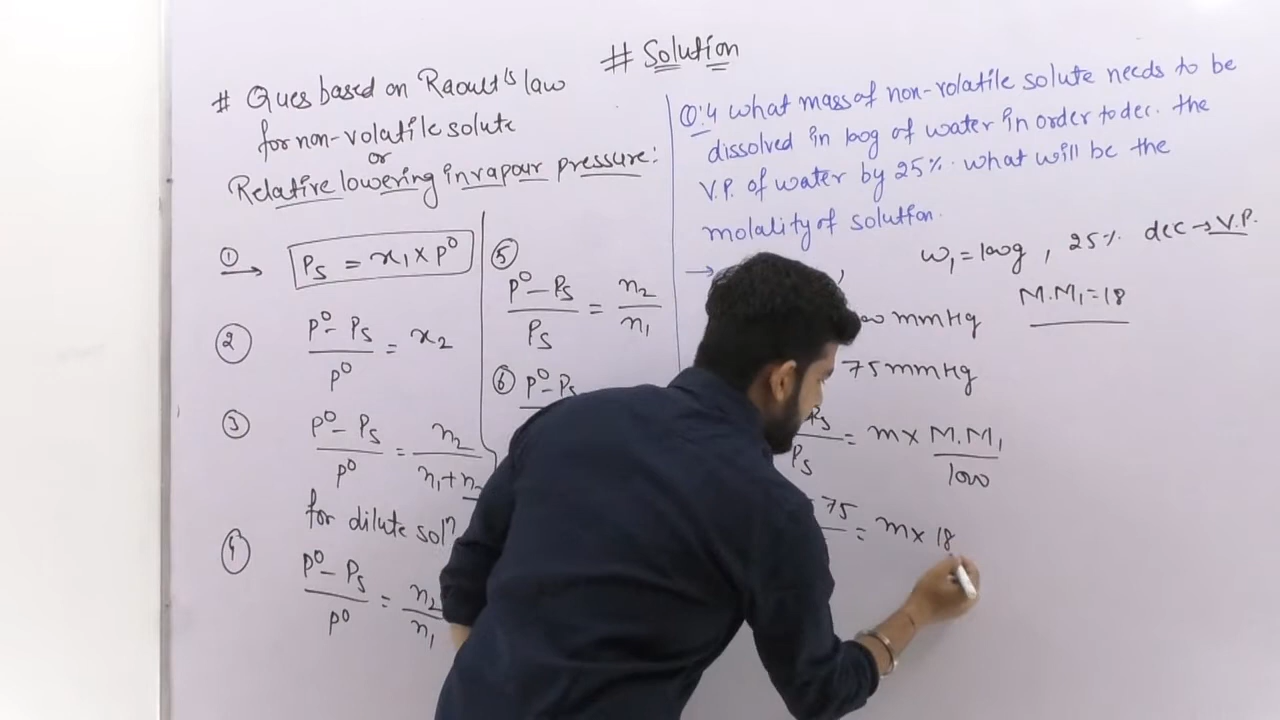 # Solution
# Ques based on Raoult's law
for non-volatile solute
or
Relative lowering in vapour pressure:
① → Ps = x₁ × P⁰
② P⁰ - Ps / P⁰ = x₂
③ P⁰ - Ps / P⁰ = n₂ / n₁ + n₂
for dilute solⁿ
④ P⁰ - Ps / P⁰ = n₂ / n₁
⑤ P⁰ - Ps / Ps = n₂ / n₁
⑥ P⁰ - Ps
Q:4 What mass of non-volatile solute needs to be
dissolved in 100g of water in order to dec. the
V.P. of water by 25%. what will be the
molality of solution.
→ w₁ = 100g , 25% dec → V.P.
M.M₁ = 18
mmHg
75 mmHg
Ps / Ps = m × M.M₁ / 1000
75 = m × 18